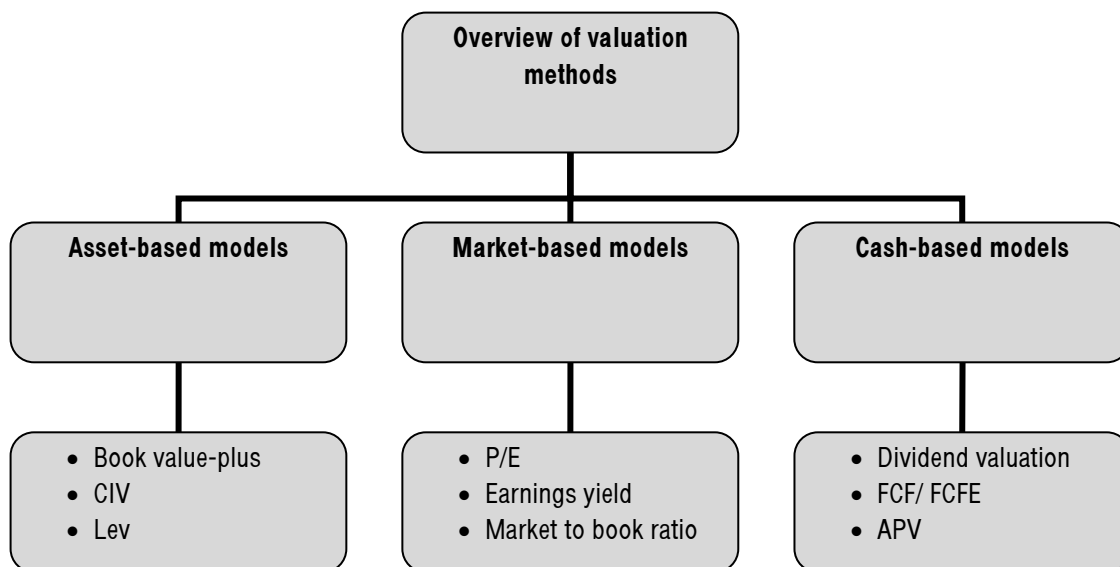 Overview of valuation
methods
Asset-based models
Market-based models
Cash-based models
• Book value-plus
• CIV
• Lev
• P/E
• Earnings yield
• Market to book ratio
• Dividend valuation
• FCF/ FCFE
• APV